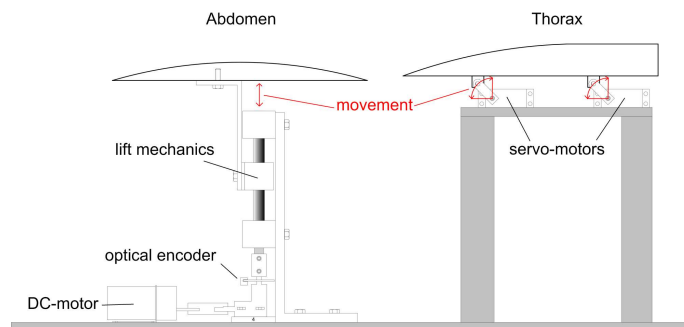 Abdomen
Thorax
movement
lift mechanics
servo-motors
optical encoder
DC-motor